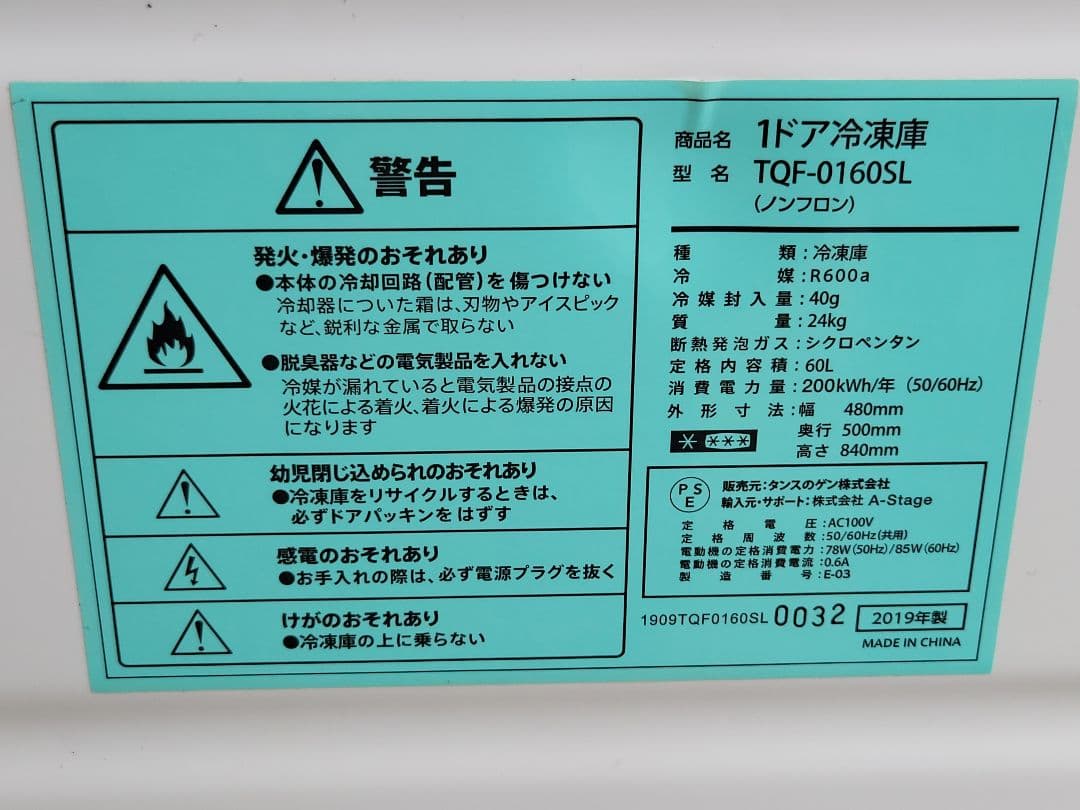 警告
発火・爆発のおそれあり
●本体の冷却回路(配管)を傷つけない
冷却器についた霜は、刃物やアイスピック
など、鋭利な金属で取らない
●脱臭器などの電気製品を入れない
冷媒が漏れていると電気製品の接点の
火花による着火、着火による爆発の原因
になります
幼児閉じ込められのおそれあり
●冷凍庫をリサイクルするときは、
必ずドアパッキンをはずす
感電のおそれあり
●お手入れの際は、必ず電源プラグを抜く
けがのおそれあり
●冷凍庫の上に乗らない
商品名 1ドア冷凍庫
型名 TQF-0160SL
(ノンフロン)
種類:冷凍庫
冷媒:R600a
冷媒封入量:40g
質量:24kg
断熱発泡ガス:シクロペンタン
定格内容積:60L
消費電力量:200kWh/年 (50/60Hz)
外形寸法:幅 480mm
奥行 500mm
高さ 840mm
PSE
販売元:タンスのゲン株式会社
輸入元・サポート:株式会社 A-Stage
定格電圧:AC100V
定格周波数:50/60Hz(共用)
電動機の定格消費電力:78W(50Hz)/85W(60Hz)
電動機の定格消費電流:0.6A
製造番号:E-03
1909TQF0160SL 0032 2019年製
MADE IN CHINA